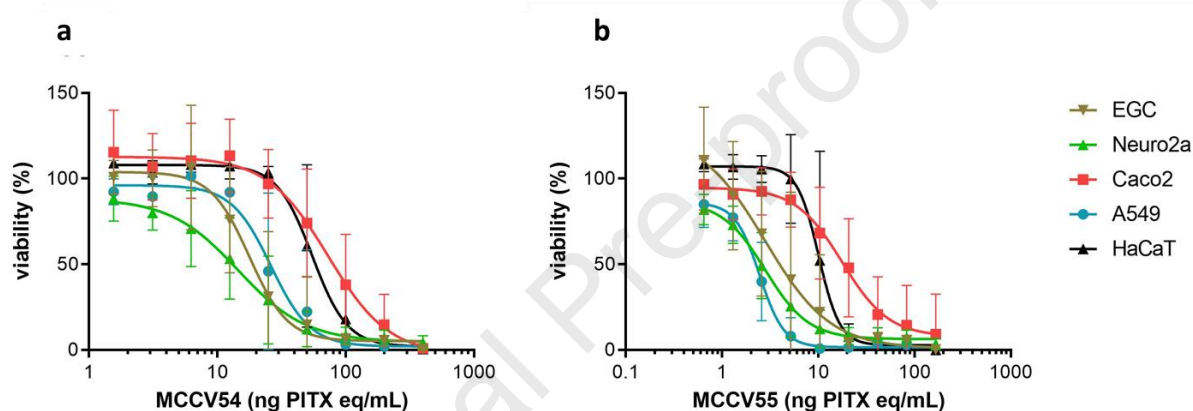 a
b
150
100
50
0
viability (%)
1
10
100
1000
MCCV54 (ng PITX eq/mL)
150
100
50
0
viability (%)
0.1
1
10
100
1000
MCCV55 (ng PITX eq/mL)
EGC
Neuro2a
Caco2
A549
HaCaT